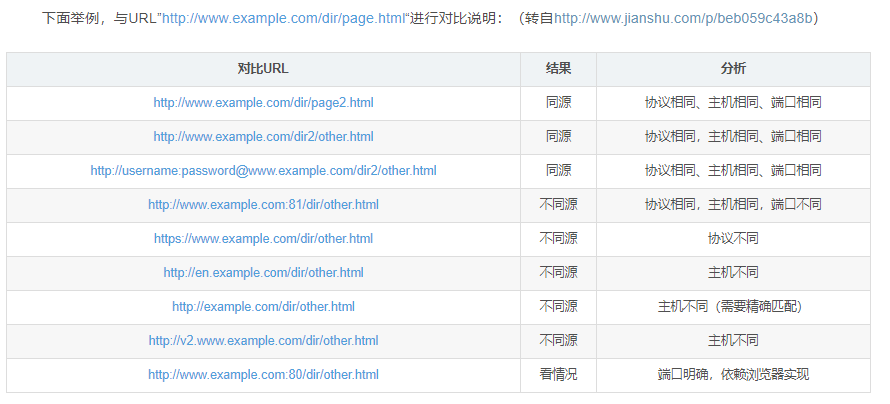 下面举例，与URL”http://www.example.com/dir/page.html“进行对比说明：（转自http://www.jianshu.com/p/beb059c43a8b）
对比URL 结果 分析
http://www.example.com/dir/page2.html 同源 协议相同、主机相同、端口相同
http://www.example.com/dir2/other.html 同源 协议相同，主机相同、端口相同
http://username:password@www.example.com/dir2/other.html 同源 协议相同、主机相同、端口相同
http://www.example.com:81/dir/other.html 不同源 协议相同，主机相同，端口不同
https://www.example.com/dir/other.html 不同源 协议不同
http://en.example.com/dir/other.html 不同源 主机不同
http://example.com/dir/other.html 不同源 主机不同（需要精确匹配）
http://v2.www.example.com/dir/other.html 不同源 主机不同
http://www.example.com:80/dir/other.html 看情况 端口明确，依赖浏览器实现